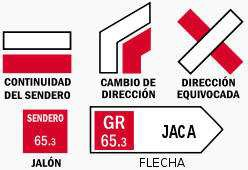 CONTINUIDAD
DEL SENDERO
CAMBIO DE
DIRECCIÓN
DIRECCIÓN
EQUIVOCADA
SENDERO
65.3
JALÓN
GR
65.3
JACA
FLECHA